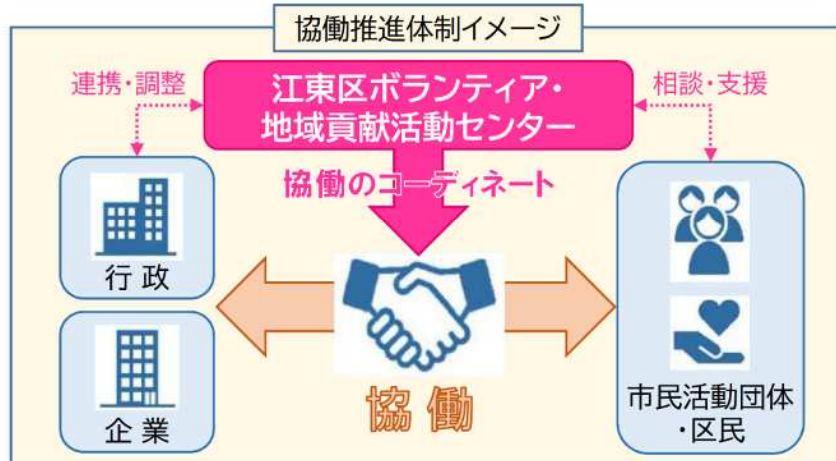 協働推進体制イメージ
連携・調整
江東区ボランティア・
地域貢献活動センター
相談・支援
協働のコーディネート
行政
企業
協働
市民活動団体
・区民